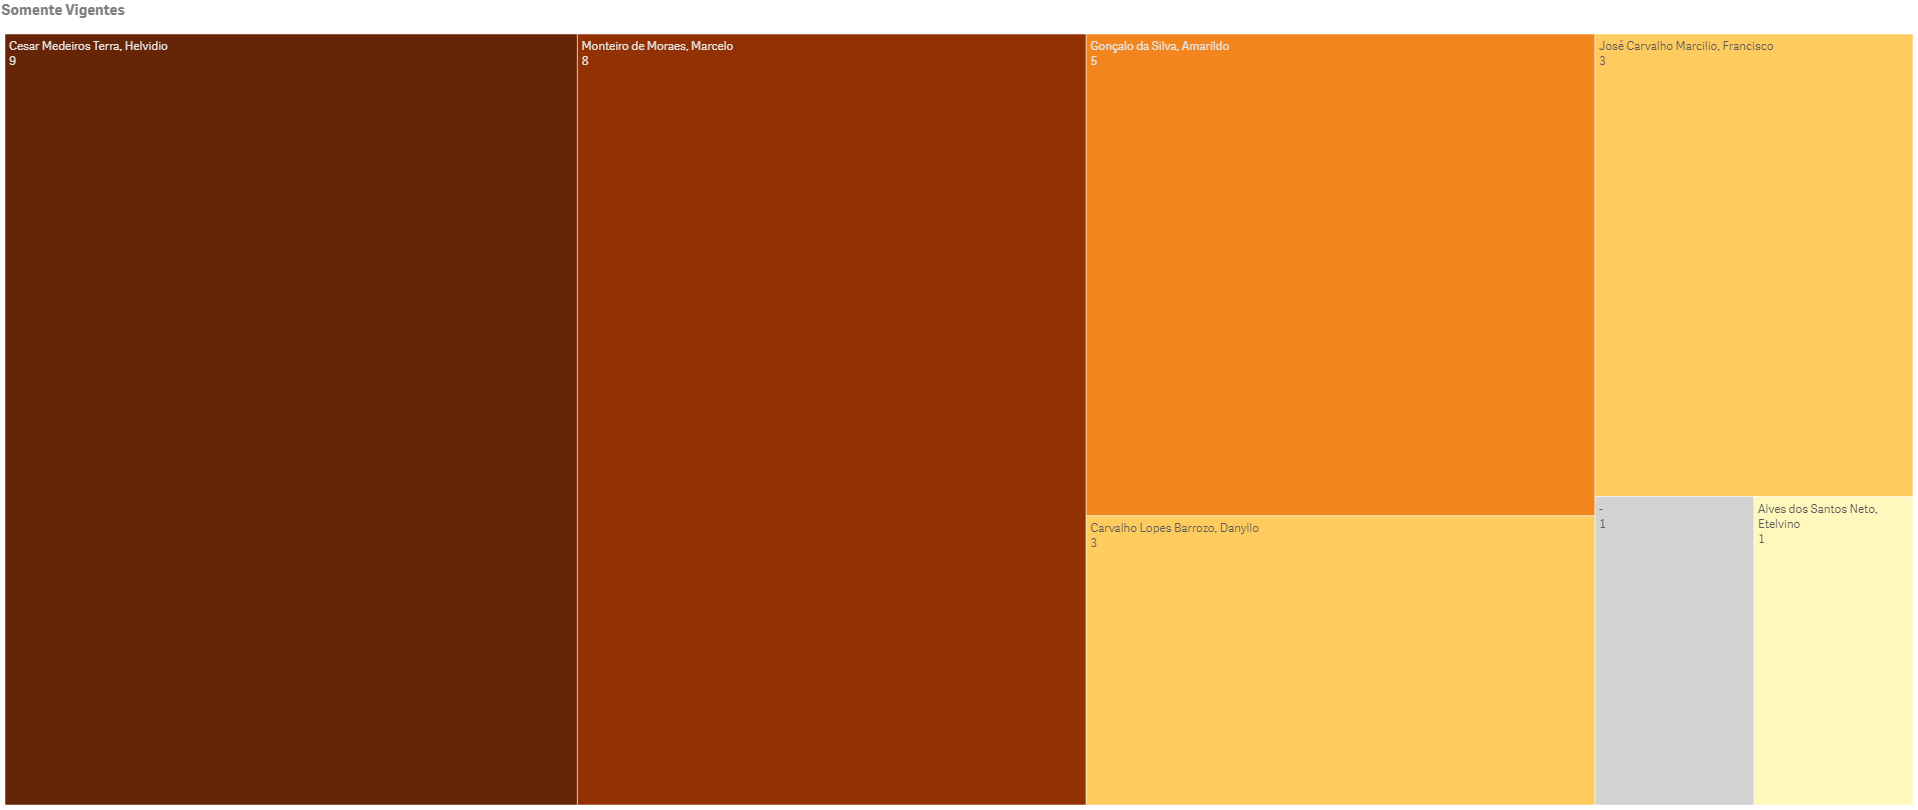 Somente Vigentes
Cesar Medeiros Terra, Helvidio
9
Monteiro de Moraes, Marcelo
8
Gonçalo da Silva, Amarildo
5
Carvalho Lopes Barrozo, Danyllo
3
José Carvalho Marcilio, Francisco
3
-
1
Alves dos Santos Neto,
Etelvino
1